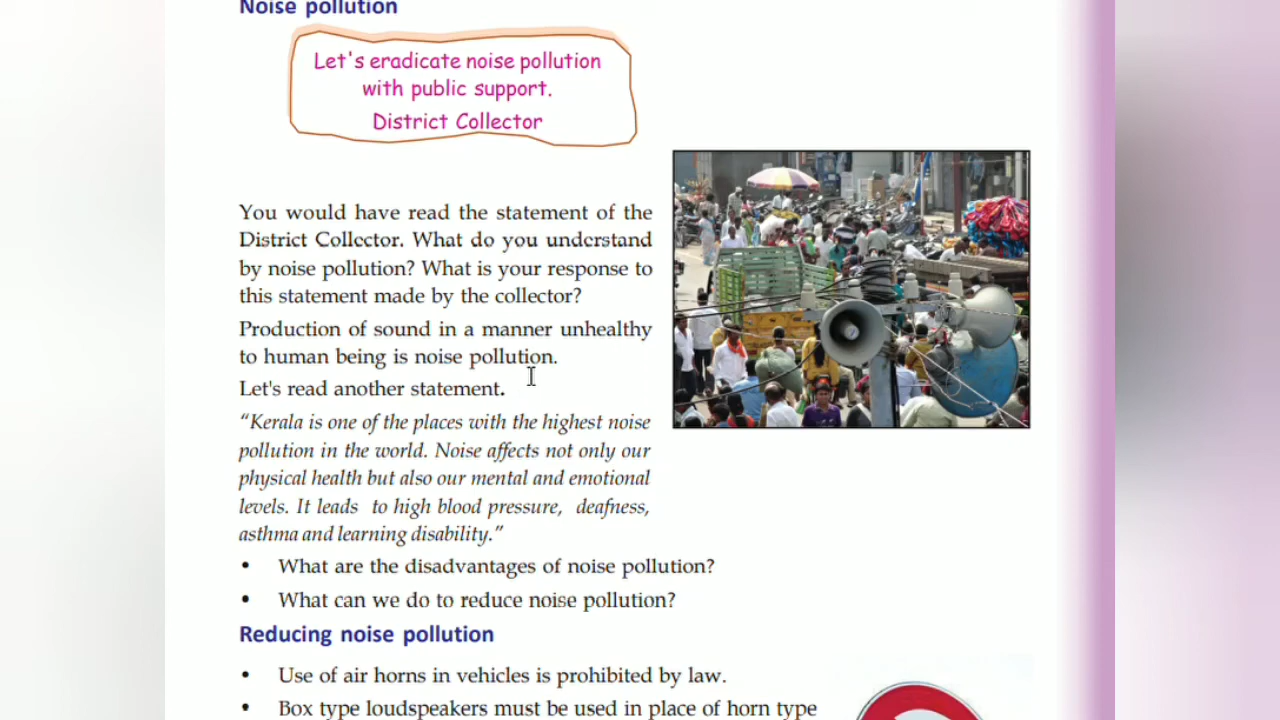 Noise pollution
Let's eradicate noise pollution
with public support.
District Collector
You would have read the statement of the
District Collector. What do you understand
by noise pollution? What is your response to
this statement made by the collector?
Production of sound in a manner unhealthy
to human being is noise pollution.
Let's read another statement.
“Kerala is one of the places with the highest noise
pollution in the world. Noise affects not only our
physical health but also our mental and emotional
levels. It leads to high blood pressure, deafness,
asthma and learning disability.”
• What are the disadvantages of noise pollution?
• What can we do to reduce noise pollution?
Reducing noise pollution
• Use of air horns in vehicles is prohibited by law.
• Box type loudspeakers must be used in place of horn type